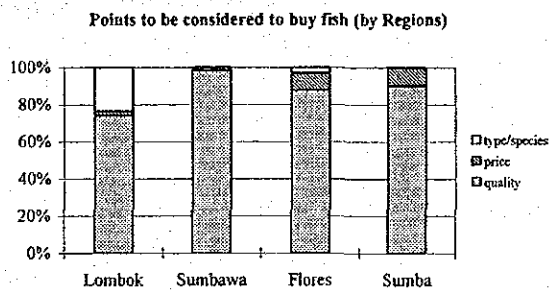 Points to be considered to buy fish (by Regions)
100%
80%
60%
40%
20%
0%
Lombok Sumbawa Flores Sumba
type/species
price
quality